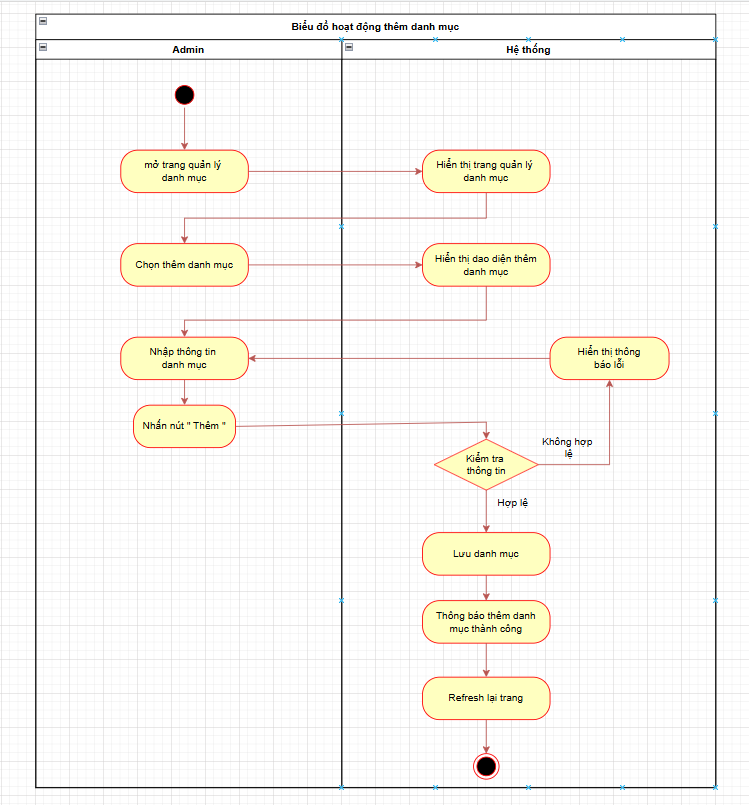 Biểu đồ hoạt động thêm danh mục
Admin
Hệ thống
mở trang quản lý
danh mục
Hiển thị trang quản lý
danh mục
Chọn thêm danh mục
Hiển thị dao diện thêm
danh mục
Nhập thông tin
danh mục
Hiển thị thông
báo lỗi
Nhấn nút " Thêm "
Kiểm tra
thông tin
Không hợp
lệ
Hợp lệ
Lưu danh mục
Thông báo thêm danh
mục thành công
Refresh lại trang